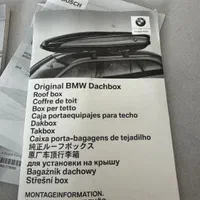 BOSCH
Original BMW Dachbox
Roof box
Coffre de toit
Box per tetto
Caja portaequipajes para techo
Dakbox
Takbox
Caixa porta-bagagens de tejadilho
純正ルーフボックス
原厂车顶行李箱
для установки на крышу
Bagażnik dachowy
Střešní box
MONTAGEINFORMATION.